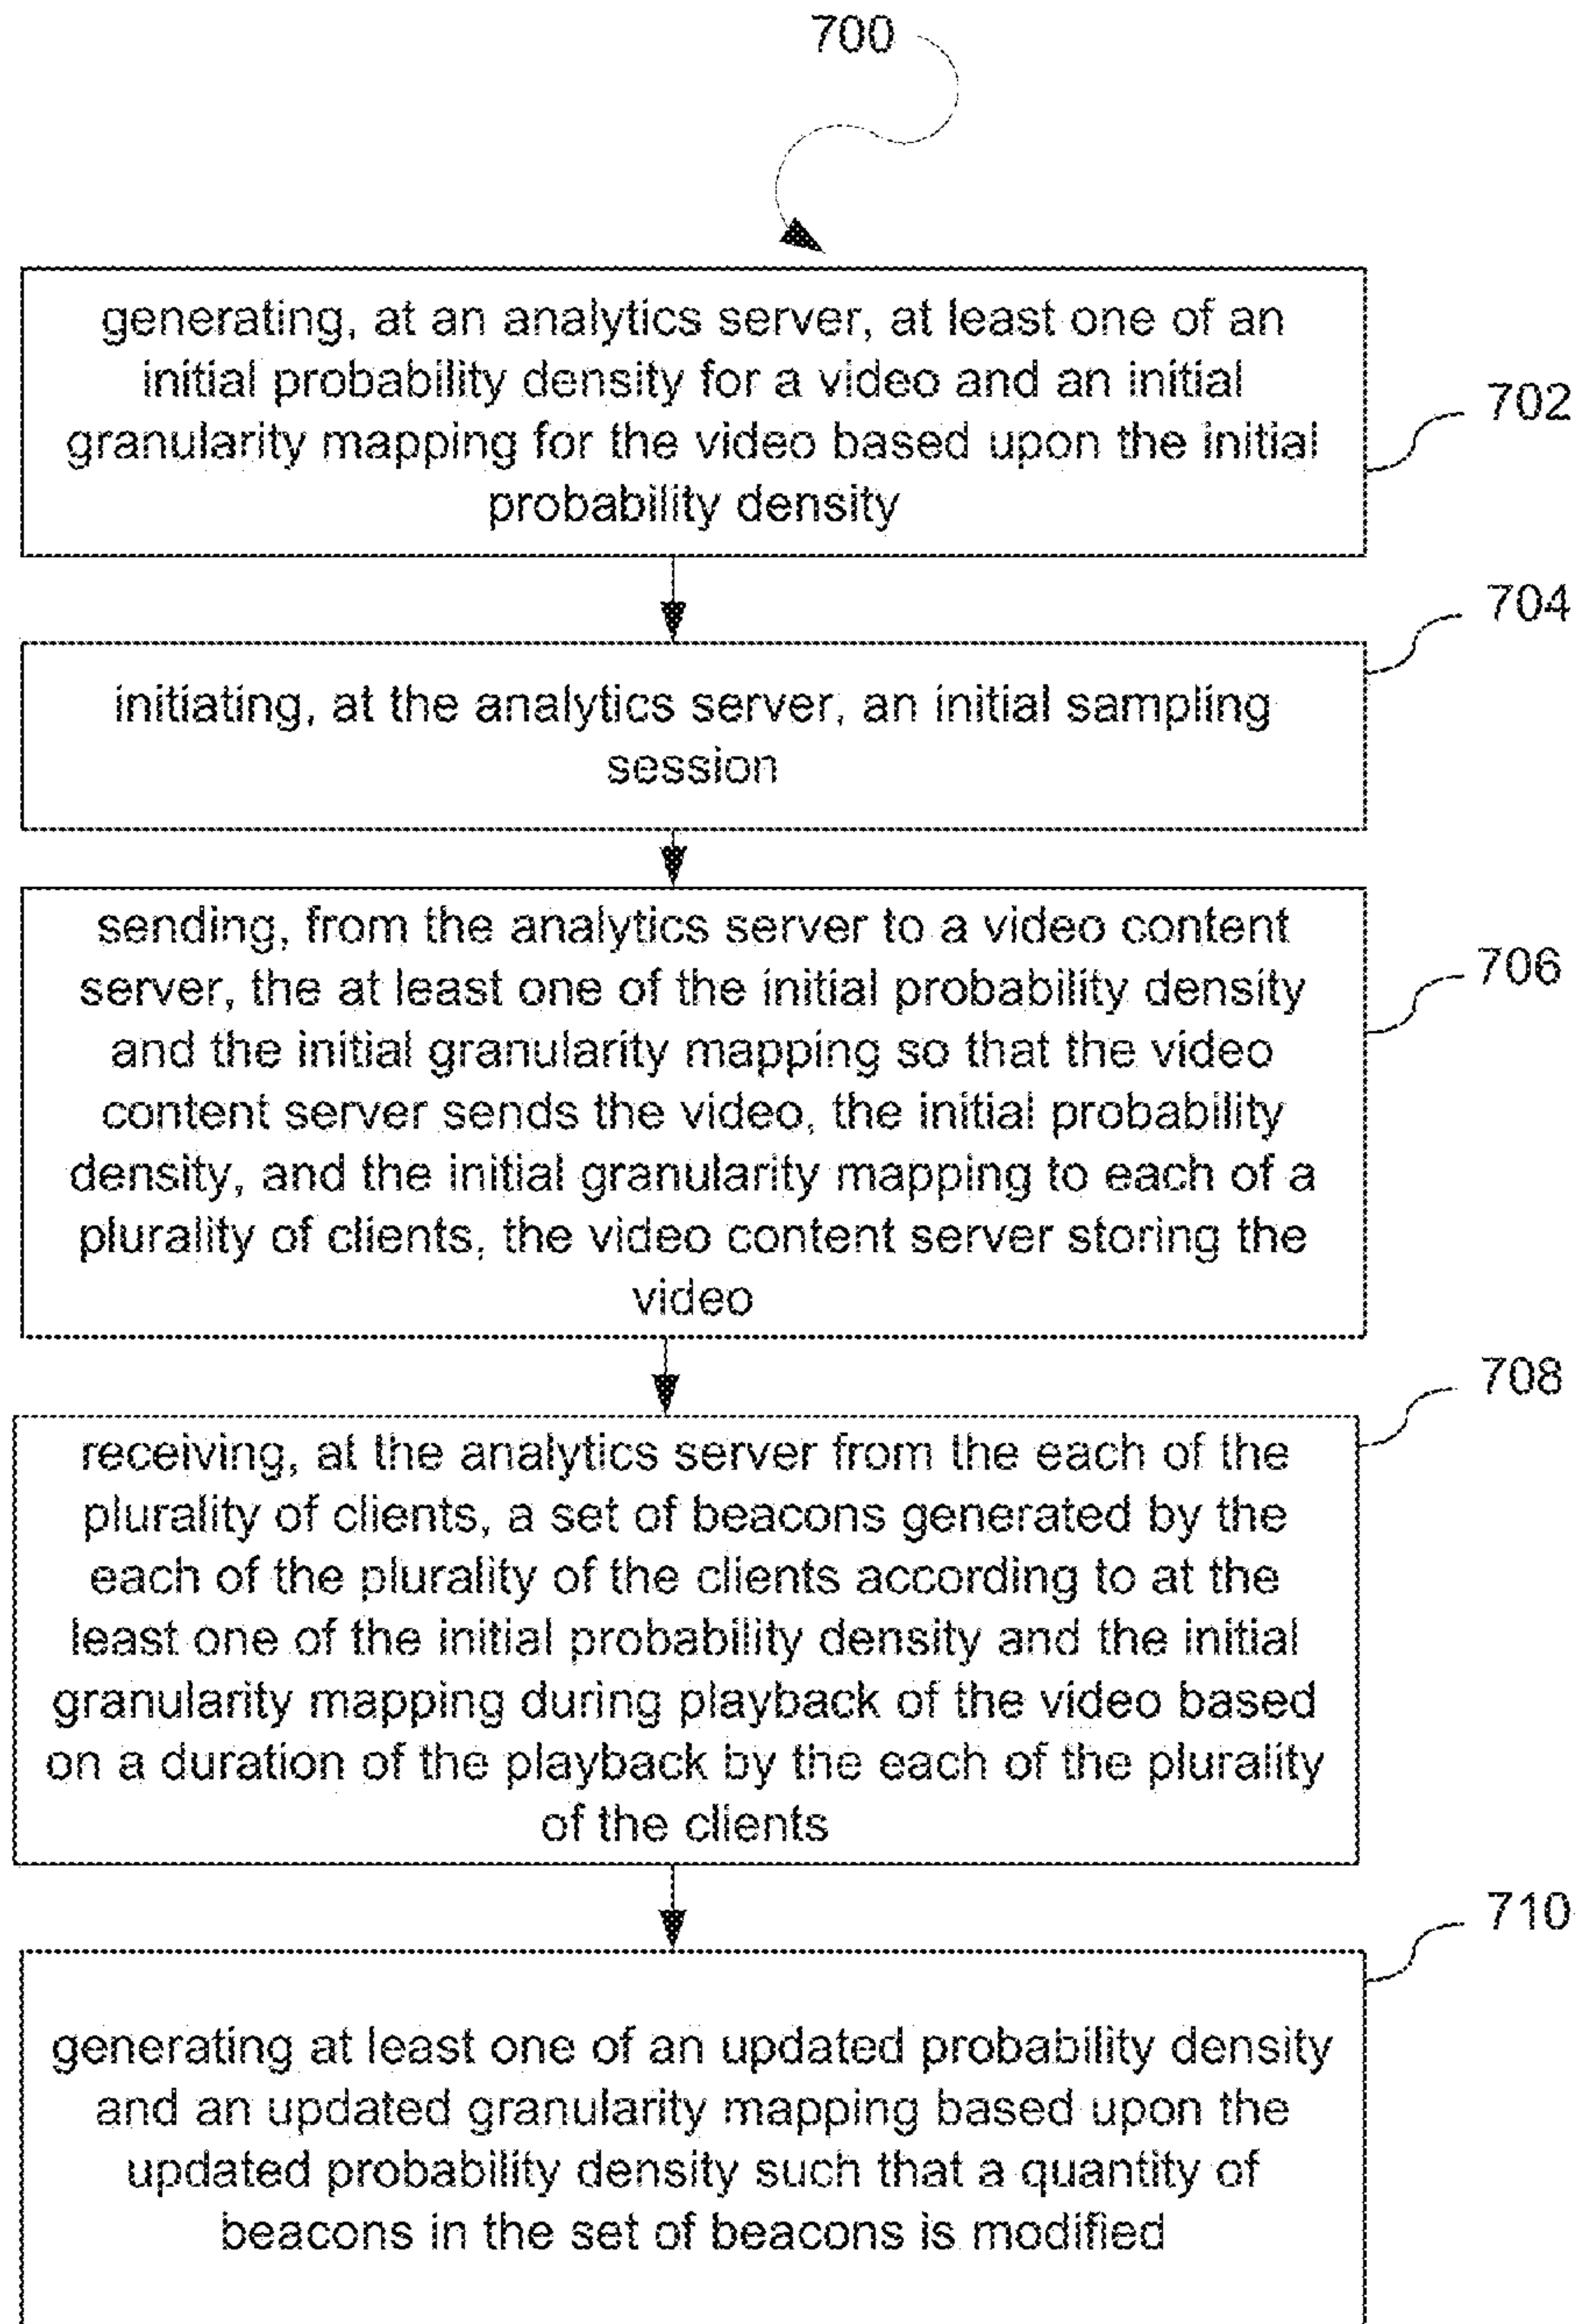 700
generating, at an analytics server, at least one of an
initial probability density for a video and an initial
granularity mapping for the video based upon the initial
probability density
702
704
initiating, at the analytics server, an initial sampling
session
sending, from the analytics server to a video content
server, the at least one of the initial probability density
and the initial granularity mapping so that the video
content server sends the video, the initial probability
density, and the initial granularity mapping to each of a
plurality of clients, the video content server storing the
video
706
708
receiving, at the analytics server from the each of the
plurality of clients, a set of beacons generated by the
each of the plurality of the clients according to at the
least one of the initial probability density and the initial
granularity mapping during playback of the video based
on a duration of the playback by the each of the plurality
of the clients
710
generating at least one of an updated probability density
and an updated granularity mapping based upon the
updated probability density such that a quantity of
beacons in the set of beacons is modified